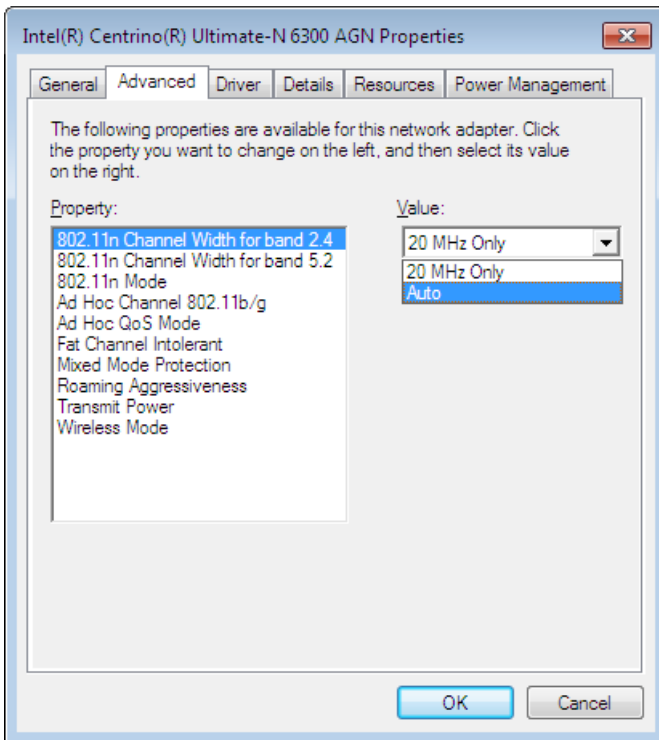 Intel(R) Centrino(R) Ultimate-N 6300 AGN Properties
General
Advanced
Driver
Details
Resources
Power Management
The following properties are available for this network adapter. Click
the property you want to change on the left, and then select its value
on the right.
Property:
Value:
802.11n Channel Width for band 2.4
802.11n Channel Width for band 5.2
802.11n Mode
Ad Hoc Channel 802.11b/g
Ad Hoc QoS Mode
Fat Channel Intolerant
Mixed Mode Protection
Roaming Aggressiveness
Transmit Power
Wireless Mode
20 MHz Only
20 MHz Only
Auto
OK
Cancel